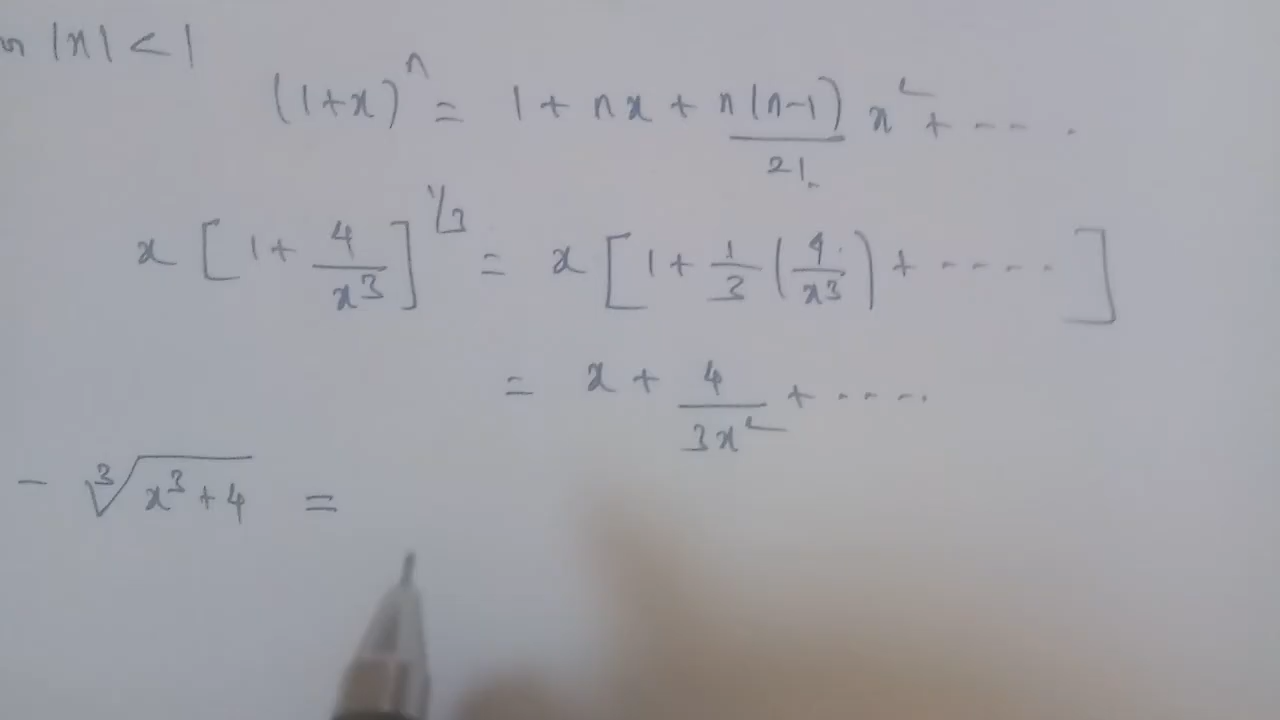 |x| < 1
(1+x)^n = 1 + nx + n(n-1)/2! x^2 + -- -- .
x [1 + 4/x^3]^1/3 = x [1 + 1/3 (4/x^3) + ----- ]
= x + 4/3x^2 + -----
- ∛(x^3+4) =